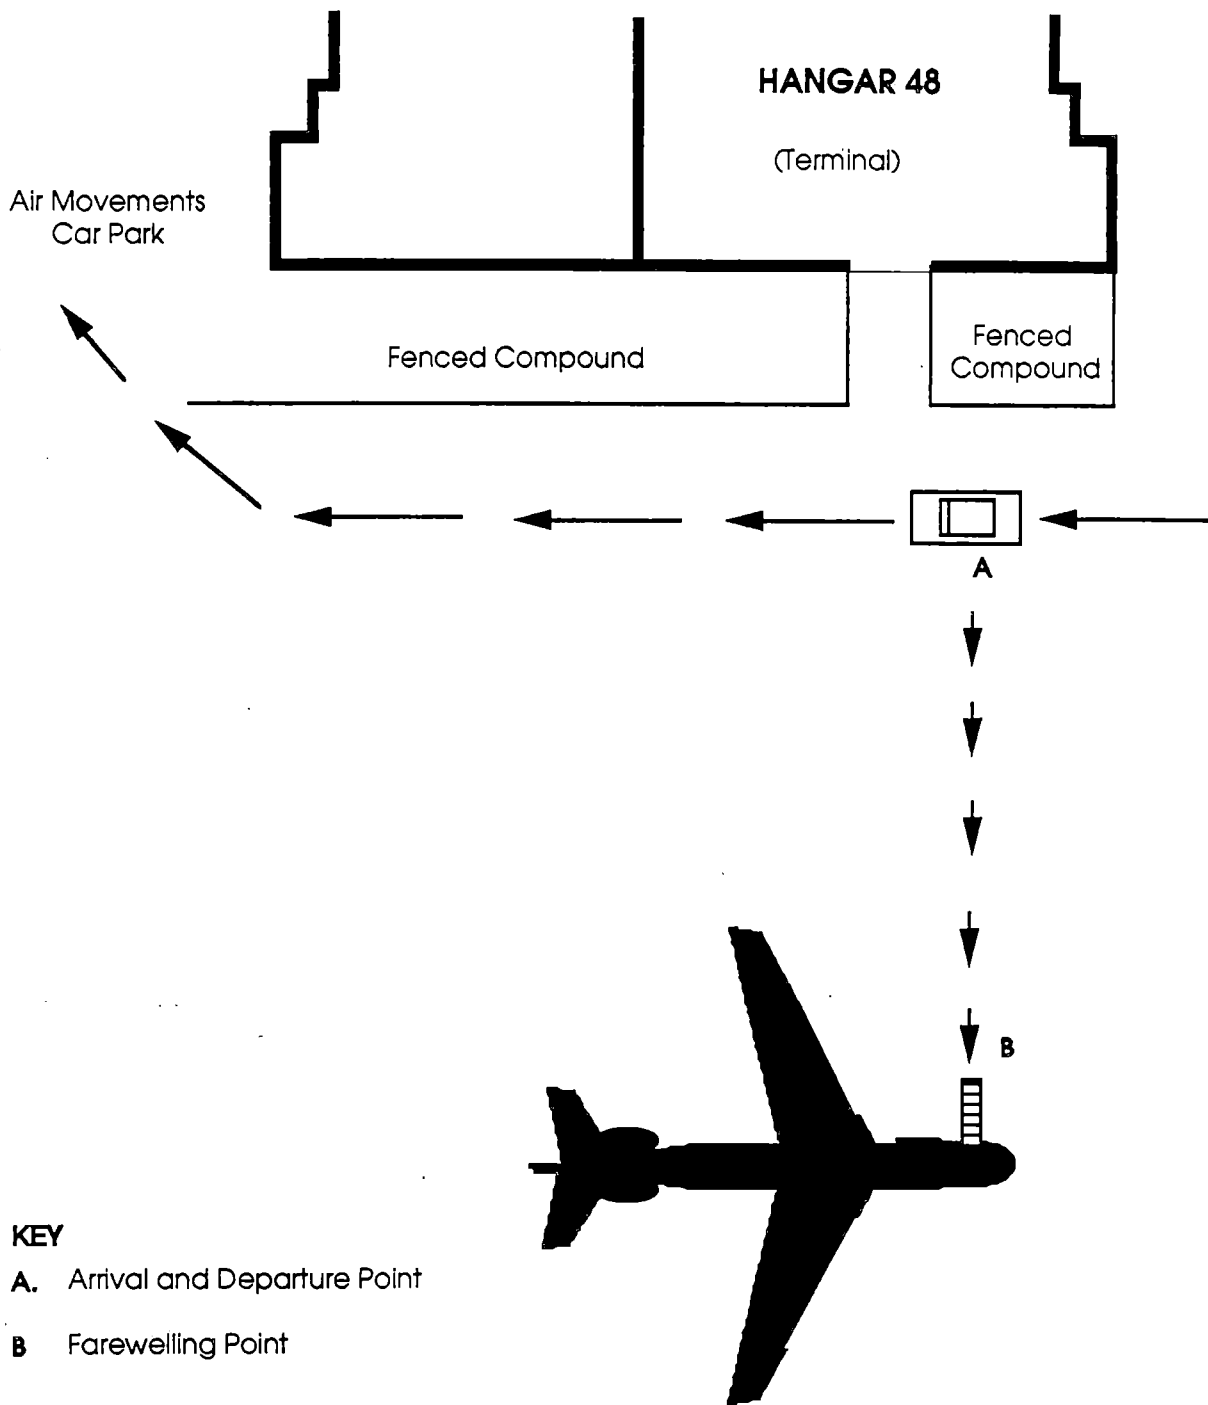 HANGAR 48
(Terminal)
Air Movements
Car Park
Fenced Compound
Fenced
Compound
A
B
KEY
A. Arrival and Departure Point
B Farewelling Point